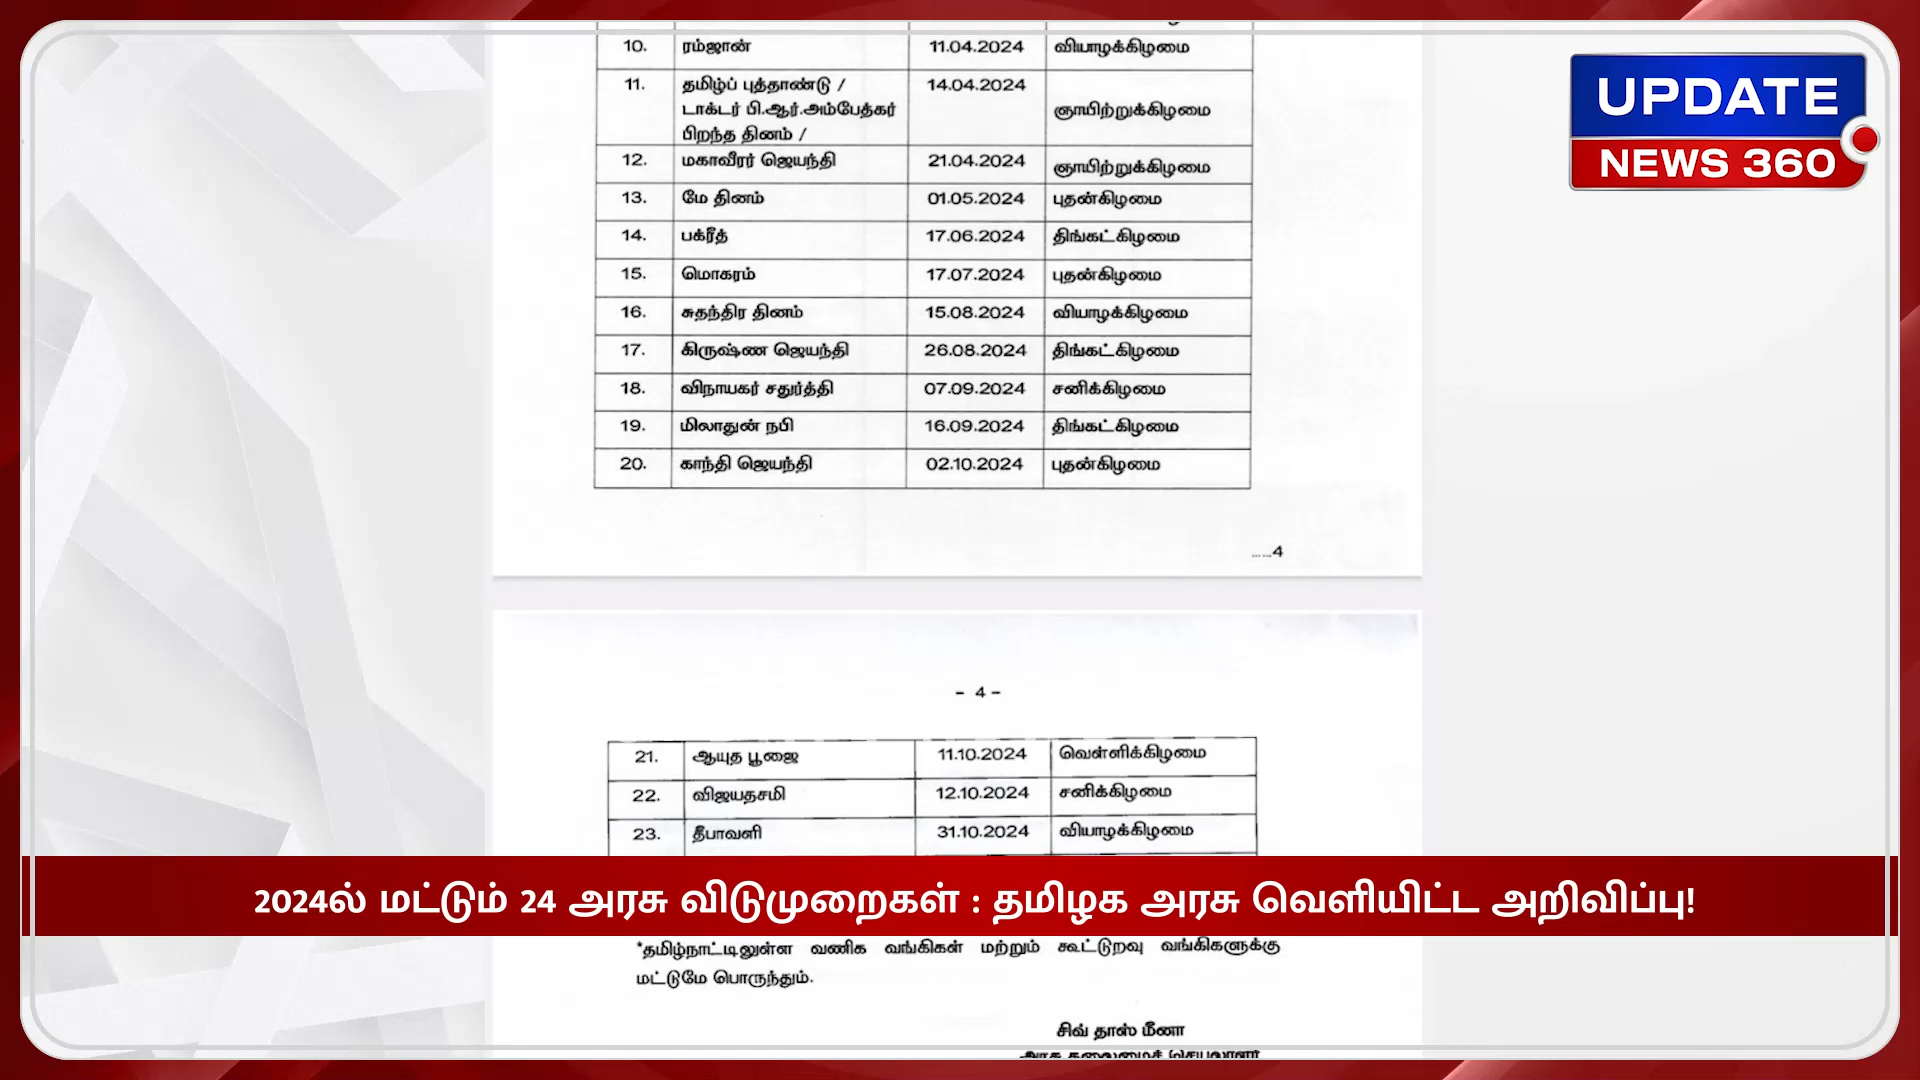 10. ரம்ஜான் 11.04.2024 வியாழக்கிழமை
11. தமிழ்ப் புத்தாண்டு / 14.04.2024
டாக்டர் பி.ஆர்.அம்பேத்கர் ஞாயிற்றுக்கிழமை
பிறந்த தினம் /
12. மகாவீரர் ஜெயந்தி 21.04.2024 ஞாயிற்றுக்கிழமை
13. மே தினம் 01.05.2024 புதன்கிழமை
14. பக்ரீத் 17.06.2024 திங்கட்கிழமை
15. மொகரம் 17.07.2024 புதன்கிழமை
16. சுதந்திர தினம் 15.08.2024 வியாழக்கிழமை
17. கிருஷ்ண ஜெயந்தி 26.08.2024 திங்கட்கிழமை
18. விநாயகர் சதுர்த்தி 07.09.2024 சனிக்கிழமை
19. மிலாதுன் நபி 16.09.2024 திங்கட்கிழமை
20. காந்தி ஜெயந்தி 02.10.2024 புதன்கிழமை
......4
UPDATE
NEWS 360
- 4 -
21. ஆயுத பூஜை 11.10.2024 வெள்ளிக்கிழமை
22. விஜயதசமி 12.10.2024 சனிக்கிழமை
23. தீபாவளி 31.10.2024 வியாழக்கிழமை
2024ல் மட்டும் 24 அரசு விடுமுறைகள் : தமிழக அரசு வெளியிட்ட அறிவிப்பு!
*தமிழ்நாட்டிலுள்ள வணிக வங்கிகள் மற்றும் கூட்டுறவு வங்கிகளுக்கு
மட்டுமே பொருந்தும்.
சிவ் தாஸ் மீனா
அரசு தலைமைச் செயலாளர்